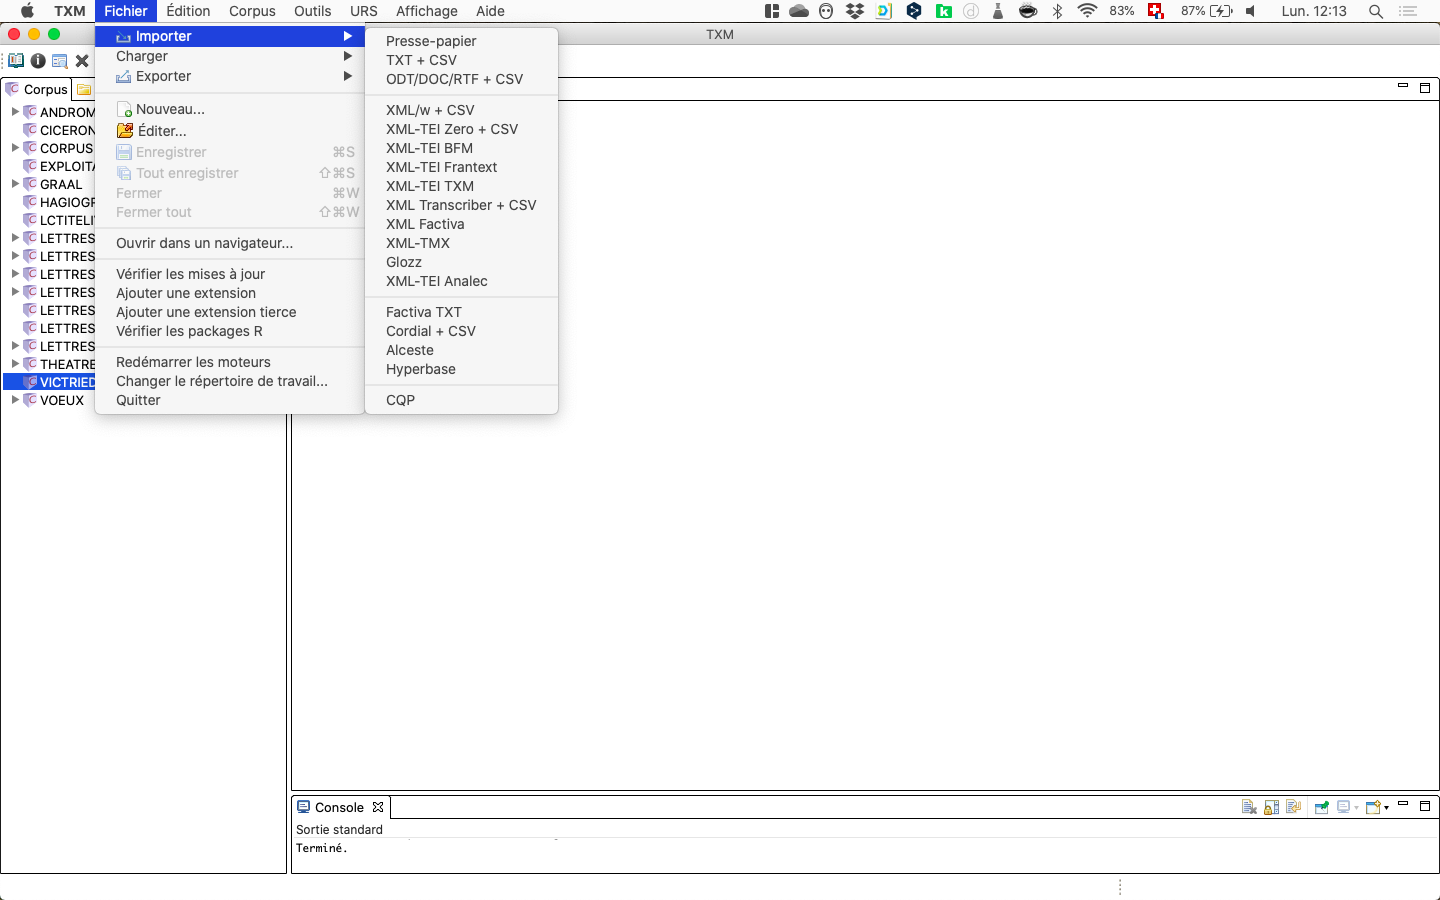 TXM Fichier Édition Corpus Outils URS Affichage Aide 83% 87% Lun. 12:13
TXM
Importer
Charger
Exporter
Nouveau...
Éditer...
Enregistrer ⌘S
Tout enregistrer ⇧⌘S
Fermer ⌘W
Fermer tout ⇧⌘W
Ouvrir dans un navigateur...
Vérifier les mises à jour
Ajouter une extension
Ajouter une extension tierce
Vérifier les packages R
Redémarrer les moteurs
Changer le répertoire de travail...
Quitter
Presse-papier
TXT + CSV
ODT/DOC/RTF + CSV
XML/w + CSV
XML-TEI Zero + CSV
XML-TEI BFM
XML-TEI Frantext
XML-TEI TXM
XML Transcriber + CSV
XML Factiva
XML-TMX
Glozz
XML-TEI Analec
Factiva TXT
Cordial + CSV
Alceste
Hyperbase
CQP
Corpus
ANDROM
CICERON
CORPUS
EXPLOITA
GRAAL
HAGIOGR
LCTITELI
LETTRES
LETTRES
LETTRES
LETTRES
LETTRES
LETTRES
LETTRES
THEATRE
VICTRIED
VOEUX
Console
Sortie standard
Terminé.